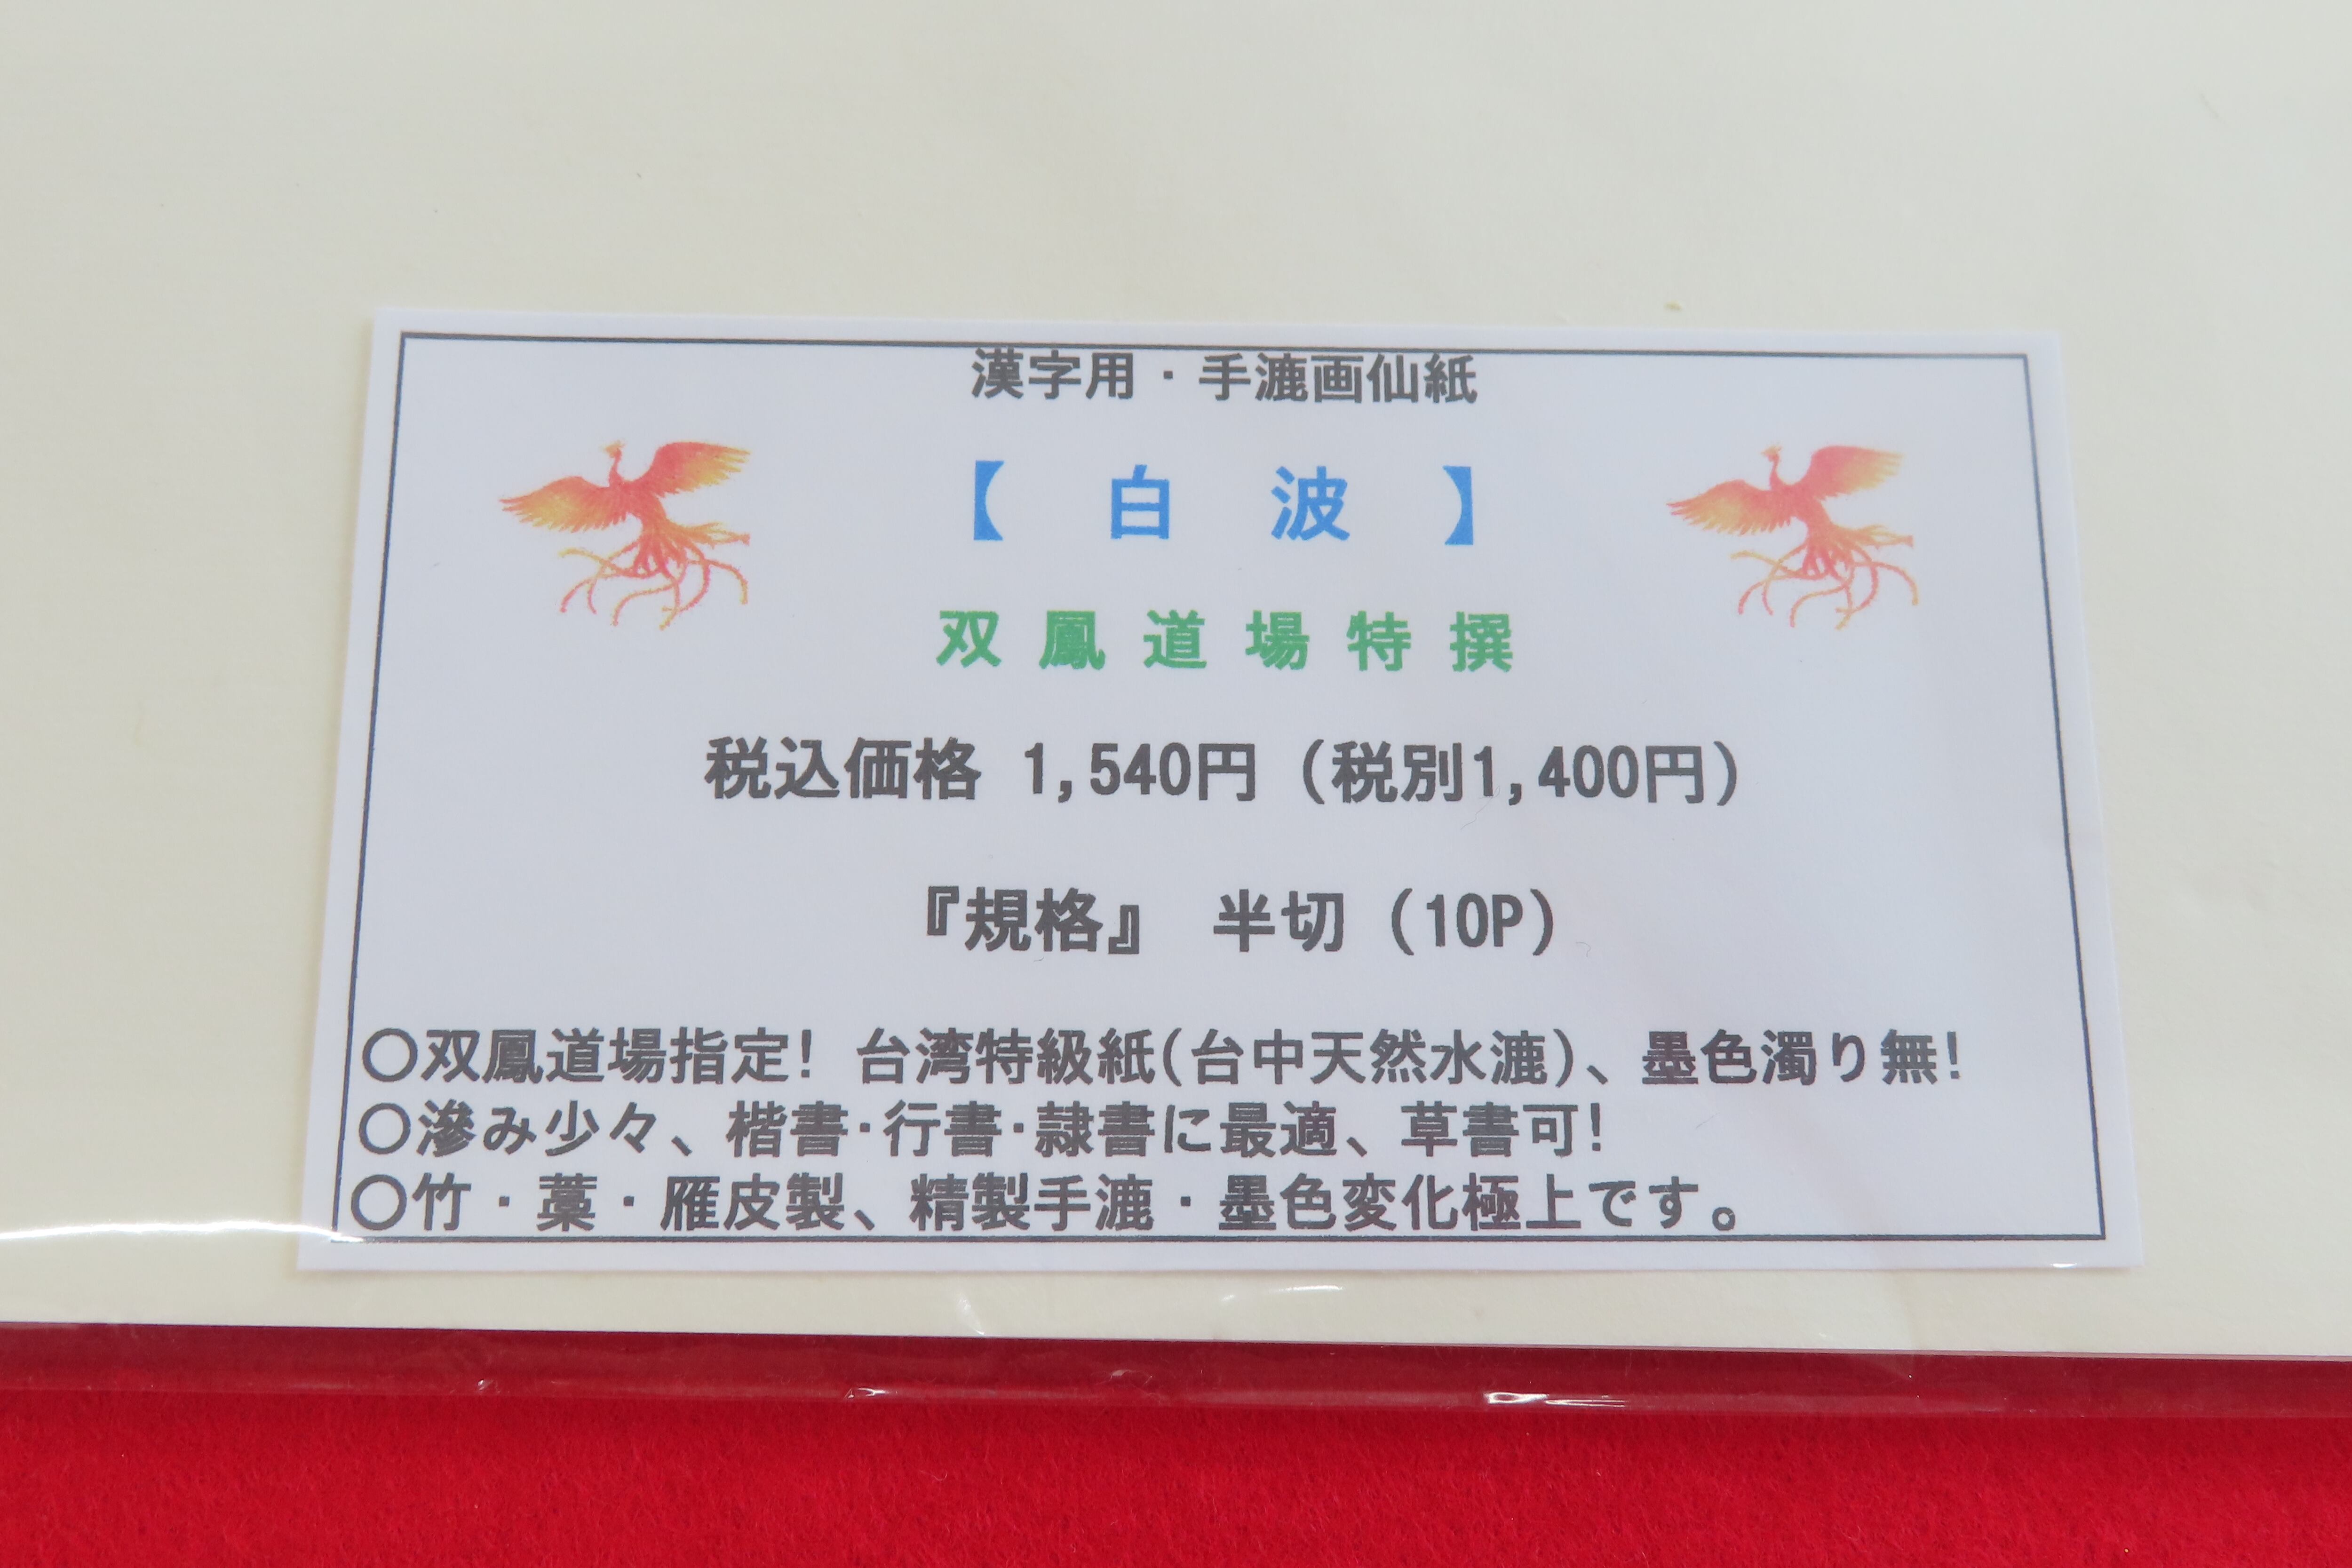 漢字用・手漉画仙紙
【 白 波 】
双鳳道場特撰
税込価格 1,540円（税別1,400円）
『規格』 半切（10P）
○双鳳道場指定! 台湾特級紙(台中天然水漉)、墨色濁り無!
○滲み少々、楷書･行書･隷書に最適、草書可!
○竹・藁・雁皮製、精製手漉・墨色変化極上です。